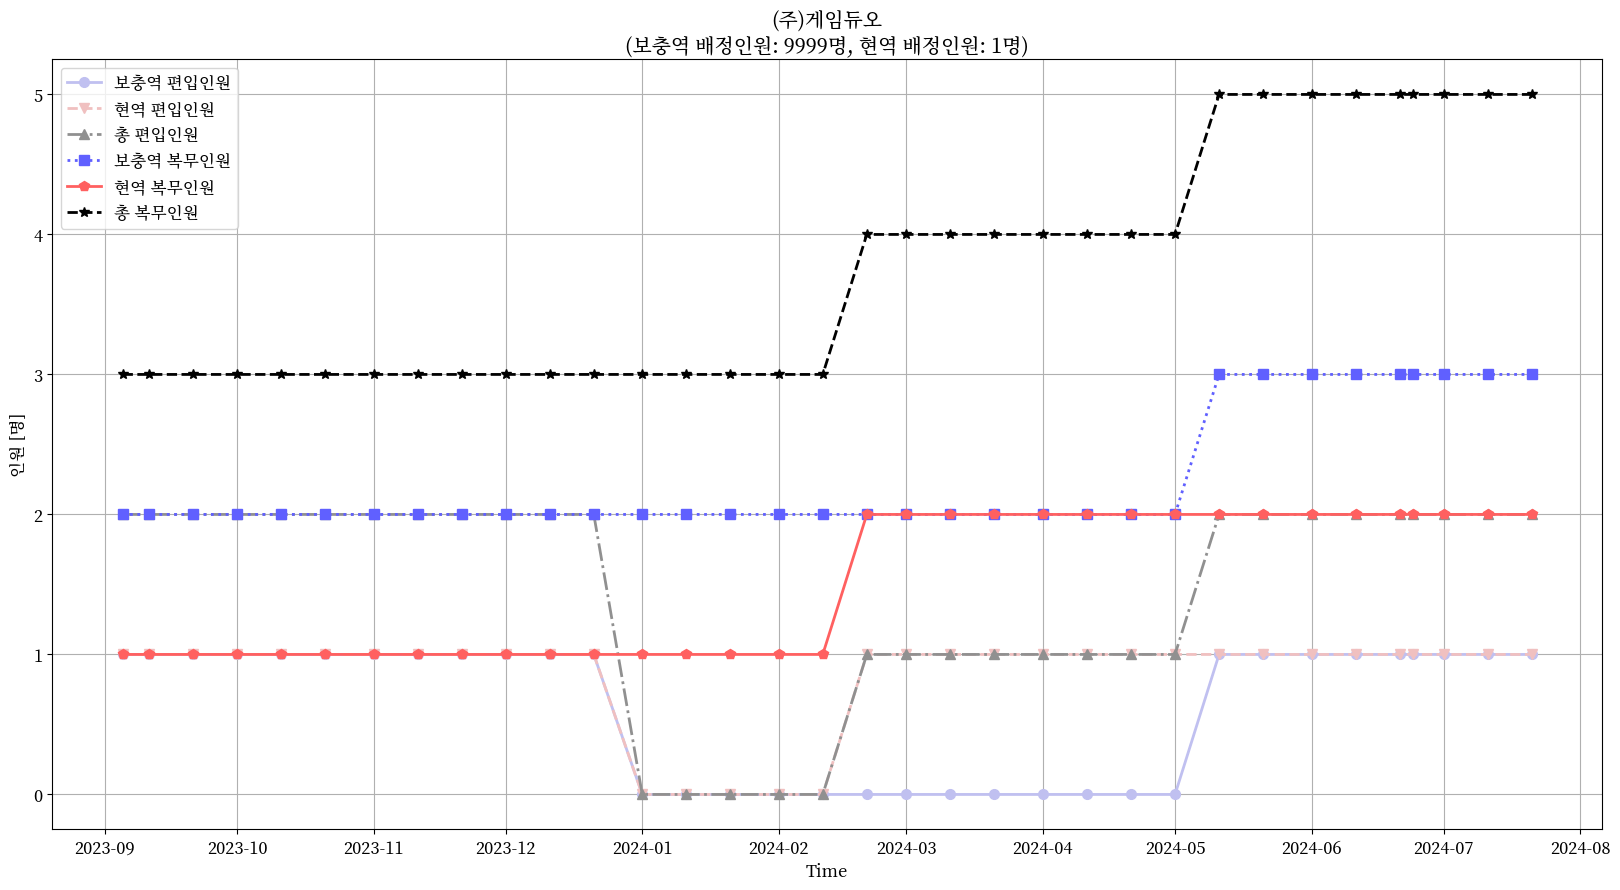 (주)게임듀오
(보충역 배정인원: 9999명, 현역 배정인원: 1명)
보충역 편입인원
현역 편입인원
총 편입인원
보충역 복무인원
현역 복무인원
총 복무인원
5
4
3
2
1
0
인원 [명]
2023-09 2023-10 2023-11 2023-12 2024-01 2024-02 2024-03 2024-04 2024-05 2024-06 2024-07 2024-08
Time